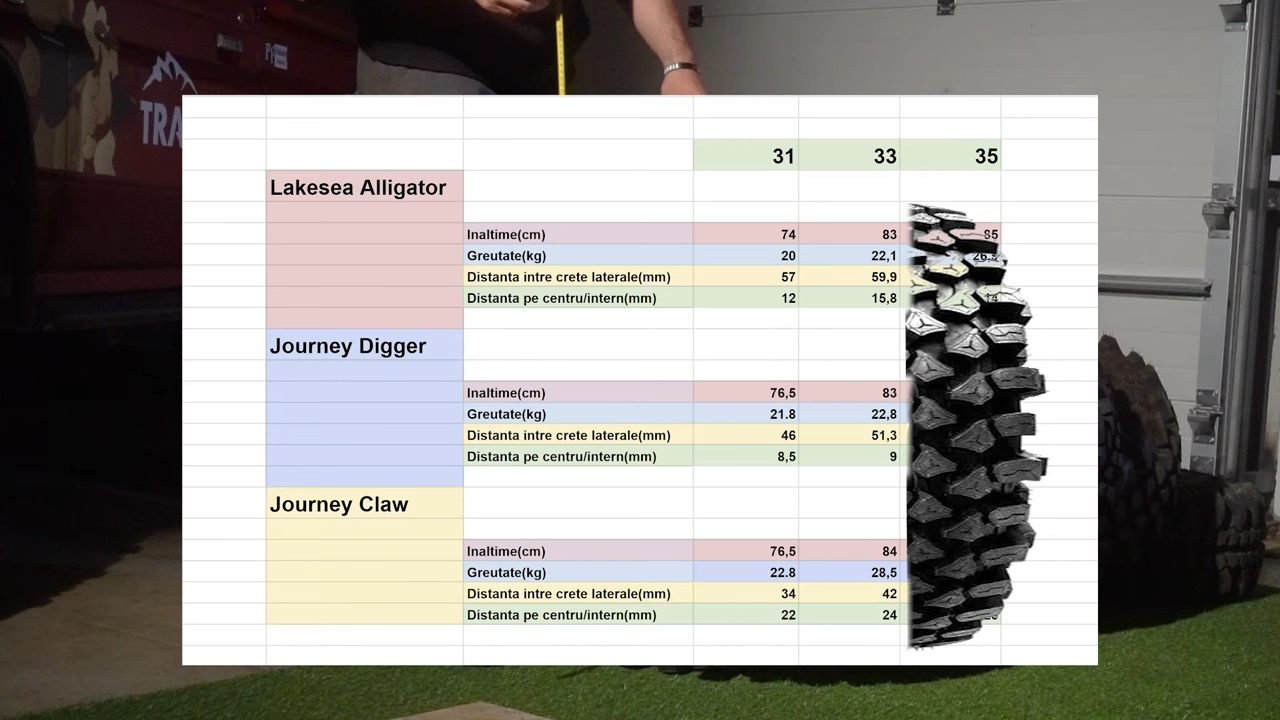 TRA
31 33 35
Lakesea Alligator
Inaltime(cm) 74 83 85
Greutate(kg) 20 22,1
Distanta intre crete laterale(mm) 57 59,9
Distanta pe centru/intern(mm) 12 15,8
Journey Digger
Inaltime(cm) 76,5 83
Greutate(kg) 21.8 22,8
Distanta intre crete laterale(mm) 46 51,3
Distanta pe centru/intern(mm) 8,5 9
Journey Claw
Inaltime(cm) 76,5 84
Greutate(kg) 22.8 28,5
Distanta intre crete laterale(mm) 34 42
Distanta pe centru/intern(mm) 22 24